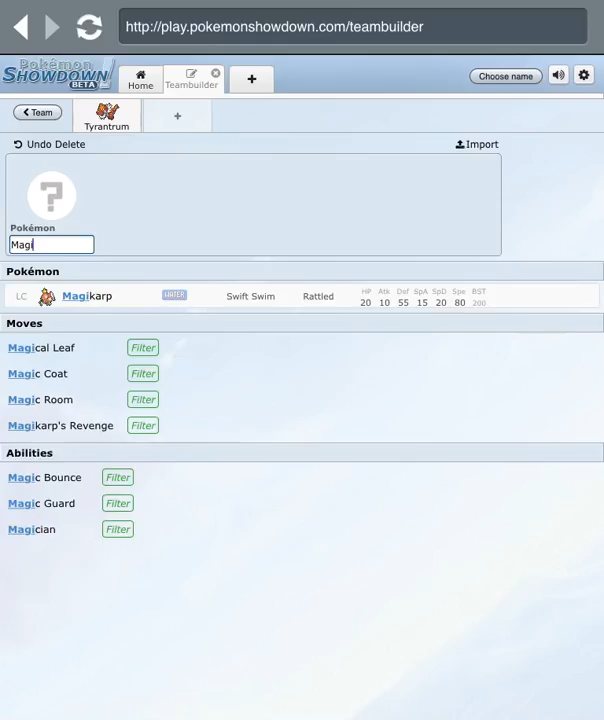 http://play.pokemonshowdown.com/teambuilder
Pokémon
SHOWDOWN!
BETA
Home
Teambuilder
Choose name
Team
Tyrantrum
+
Undo Delete
Import
?
Pokémon
Magi
Pokémon
HP Atk Def SpA SpD Spe BST
LC Magikarp WATER Swift Swim Rattled 20 10 55 15 20 80 200
Moves
Magical Leaf Filter
Magic Coat Filter
Magic Room Filter
Magikarp's Revenge Filter
Abilities
Magic Bounce Filter
Magic Guard Filter
Magician Filter